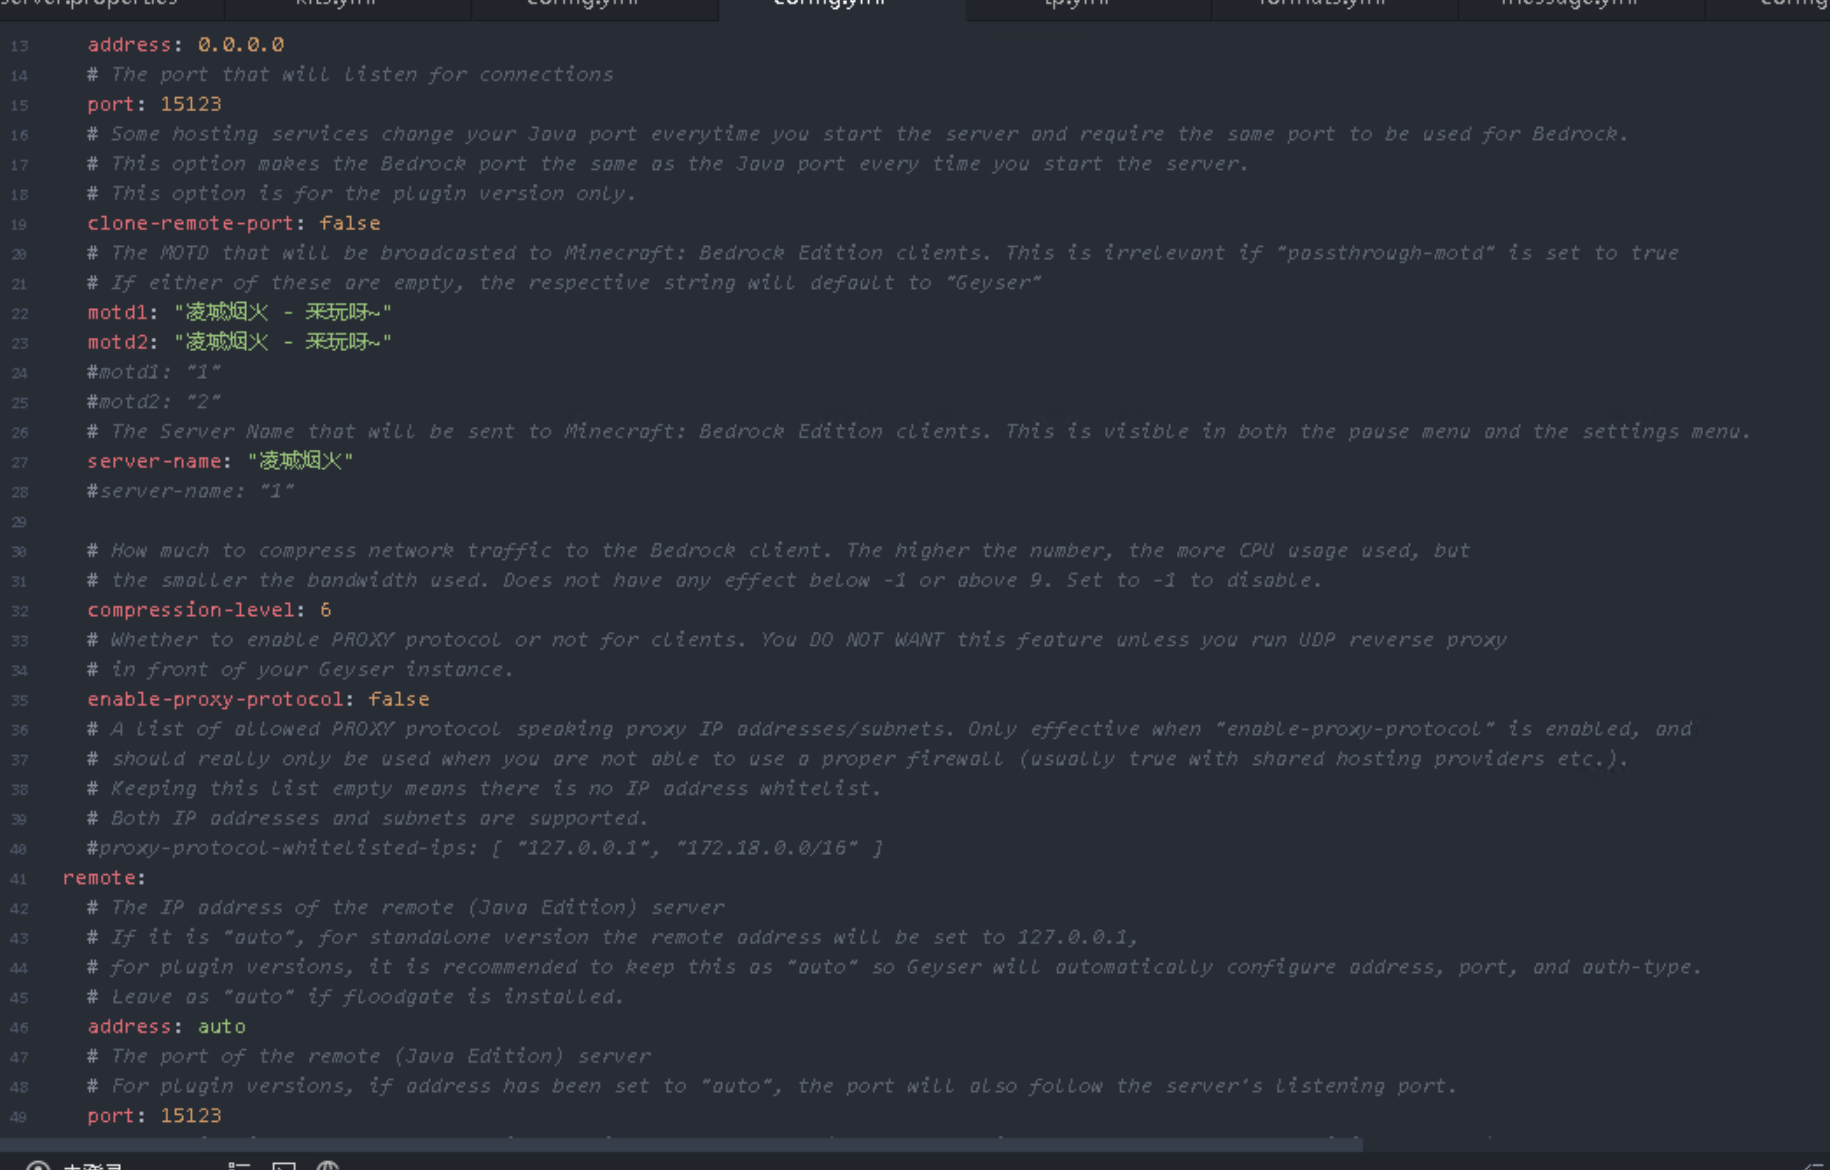 server.properties kits.yml config.yml config.yml tp.yml formats.yml message.yml config
13 address: 0.0.0.0
14 # The port that will listen for connections
15 port: 15123
16 # Some hosting services change your Java port everytime you start the server and require the same port to be used for Bedrock.
17 # This option makes the Bedrock port the same as the Java port every time you start the server.
18 # This option is for the plugin version only.
19 clone-remote-port: false
20 # The MOTD that will be broadcasted to Minecraft: Bedrock Edition clients. This is irrelevant if "passthrough-motd" is set to true
21 # If either of these are empty, the respective string will default to "Geyser"
22 motd1: "凌城烟火 - 来玩呀~"
23 motd2: "凌城烟火 - 来玩呀~"
24 #motd1: "1"
25 #motd2: "2"
26 # The Server Name that will be sent to Minecraft: Bedrock Edition clients. This is visible in both the pause menu and the settings menu.
27 server-name: "凌城烟火"
28 #server-name: "1"
29
30 # How much to compress network traffic to the Bedrock client. The higher the number, the more CPU usage used, but
31 # the smaller the bandwidth used. Does not have any effect below -1 or above 9. Set to -1 to disable.
32 compression-level: 6
33 # Whether to enable PROXY protocol or not for clients. You DO NOT WANT this feature unless you run UDP reverse proxy
34 # in front of your Geyser instance.
35 enable-proxy-protocol: false
36 # A list of allowed PROXY protocol speaking proxy IP addresses/subnets. Only effective when "enable-proxy-protocol" is enabled, and
37 # should really only be used when you are not able to use a proper firewall (usually true with shared hosting providers etc.).
38 # Keeping this list empty means there is no IP address whitelist.
39 # Both IP addresses and subnets are supported.
40 #proxy-protocol-whitelisted-ips: [ "127.0.0.1", "172.18.0.0/16" ]
41 remote:
42 # The IP address of the remote (Java Edition) server
43 # If it is "auto", for standalone version the remote address will be set to 127.0.0.1,
44 # for plugin versions, it is recommended to keep this as "auto" so Geyser will automatically configure address, port, and auth-type.
45 # Leave as "auto" if floodgate is installed.
46 address: auto
47 # The port of the remote (Java Edition) server
48 # For plugin versions, if address has been set to "auto", the port will also follow the server's listening port.
49 port: 15123